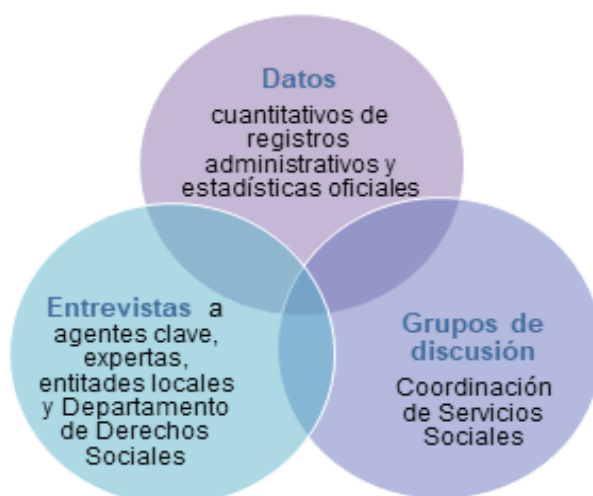 Datos
cuantitativos de
registros
administrativos y
estadísticas oficiales
Entrevistas a
agentes clave,
expertas,
entitades locales
y Departamento
de Derechos
Sociales
Grupos de
discusión
Coordinación
de Servicios
Sociales